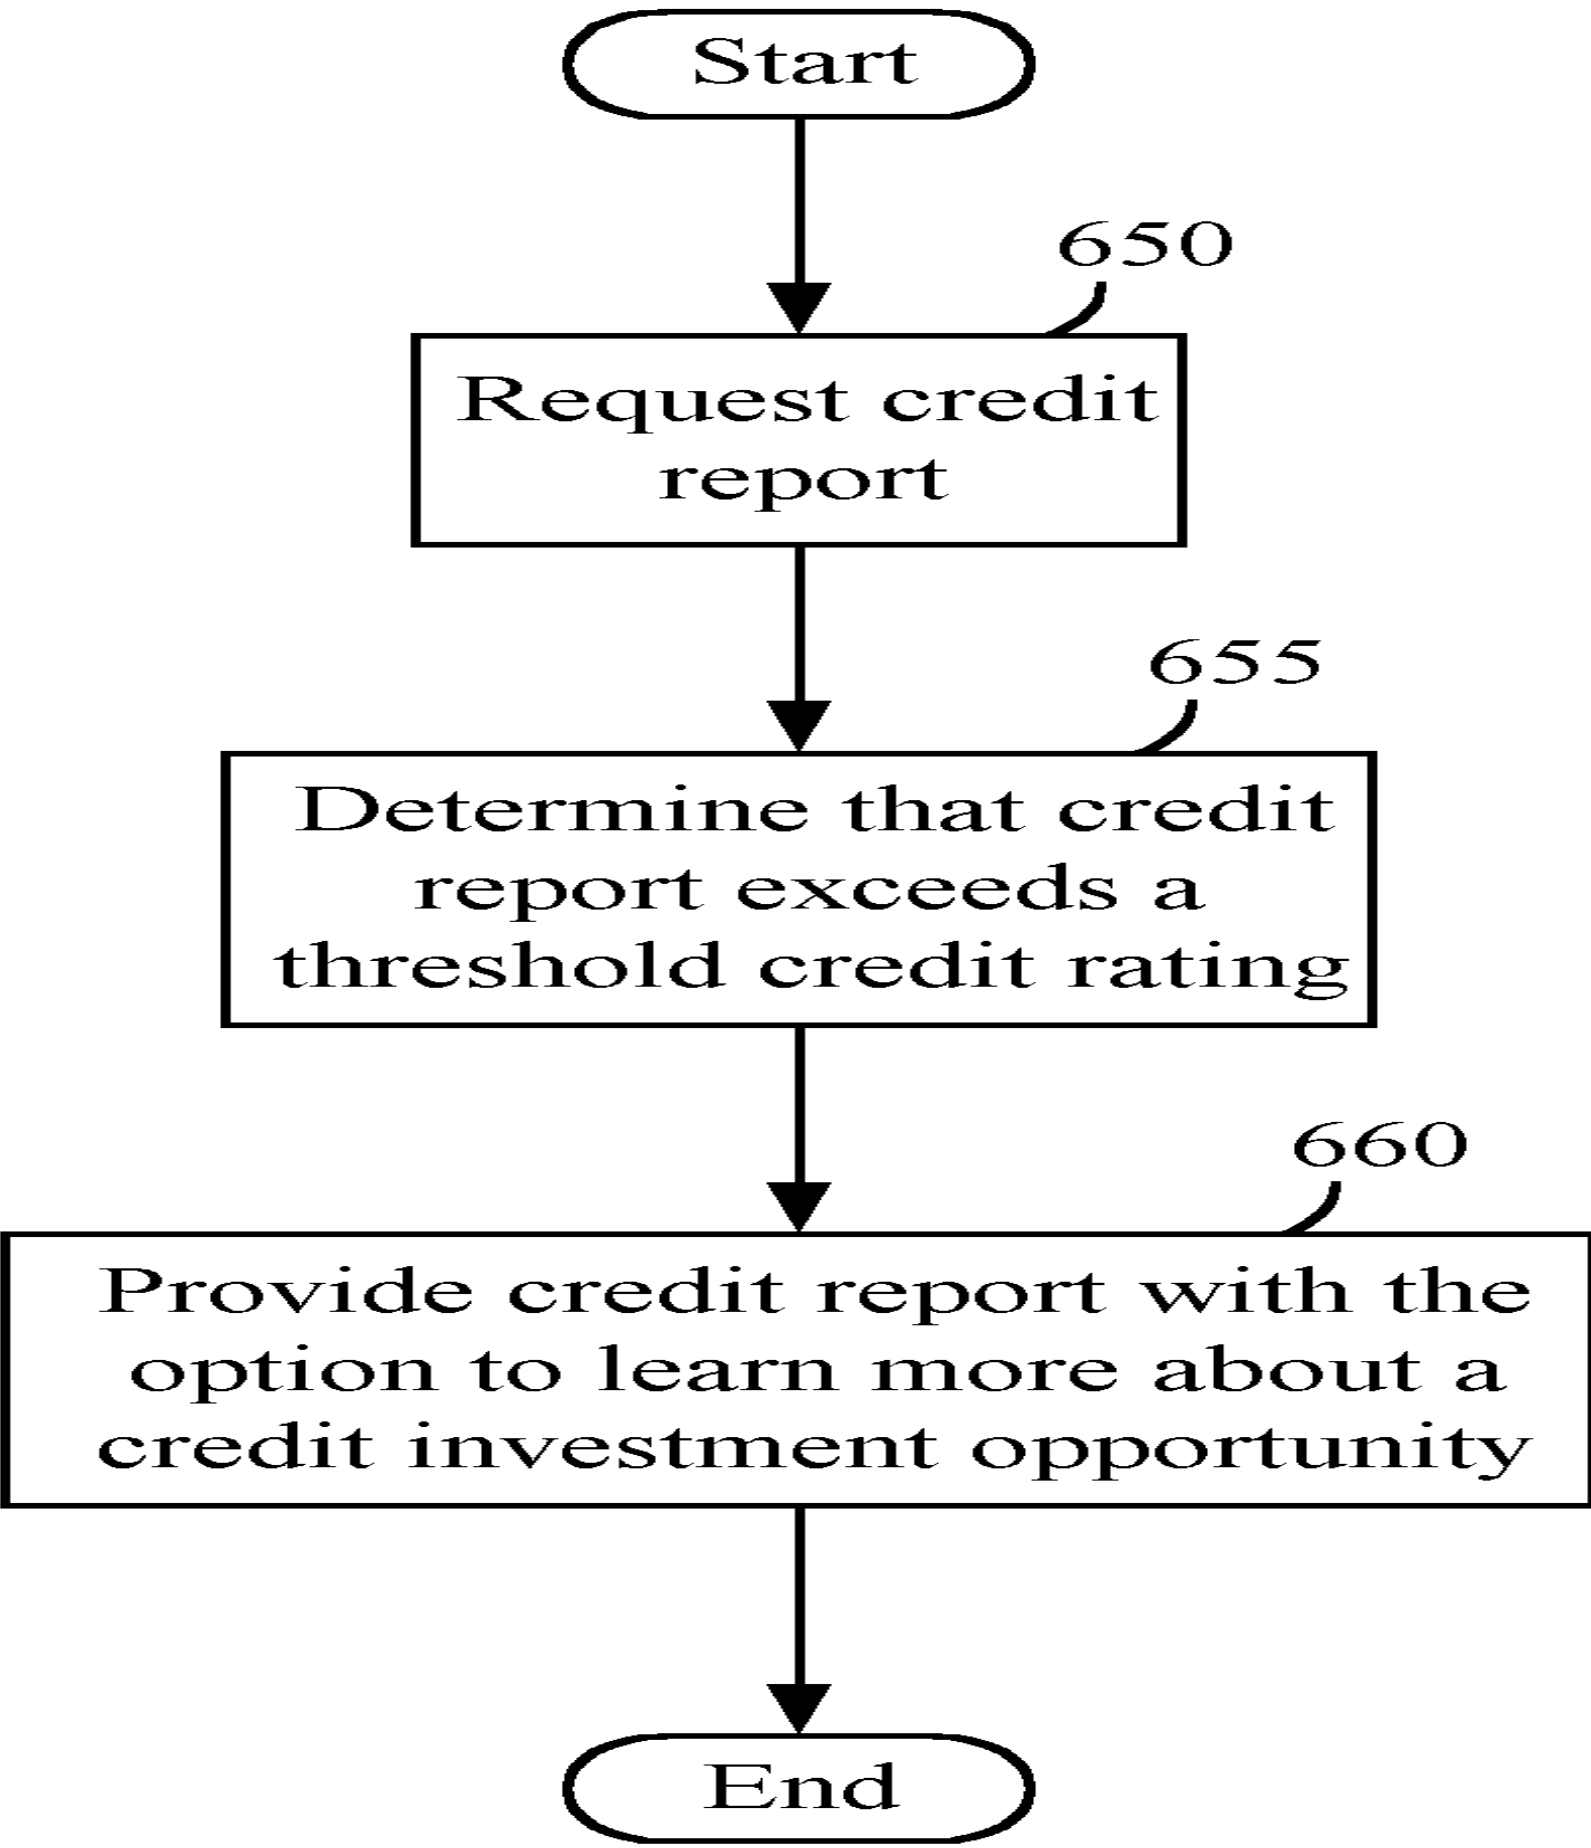 Start
650
Request credit
report
655
Determine that credit
report exceeds a
threshold credit rating
660
Provide credit report with the
option to learn more about a
credit investment opportunity
End